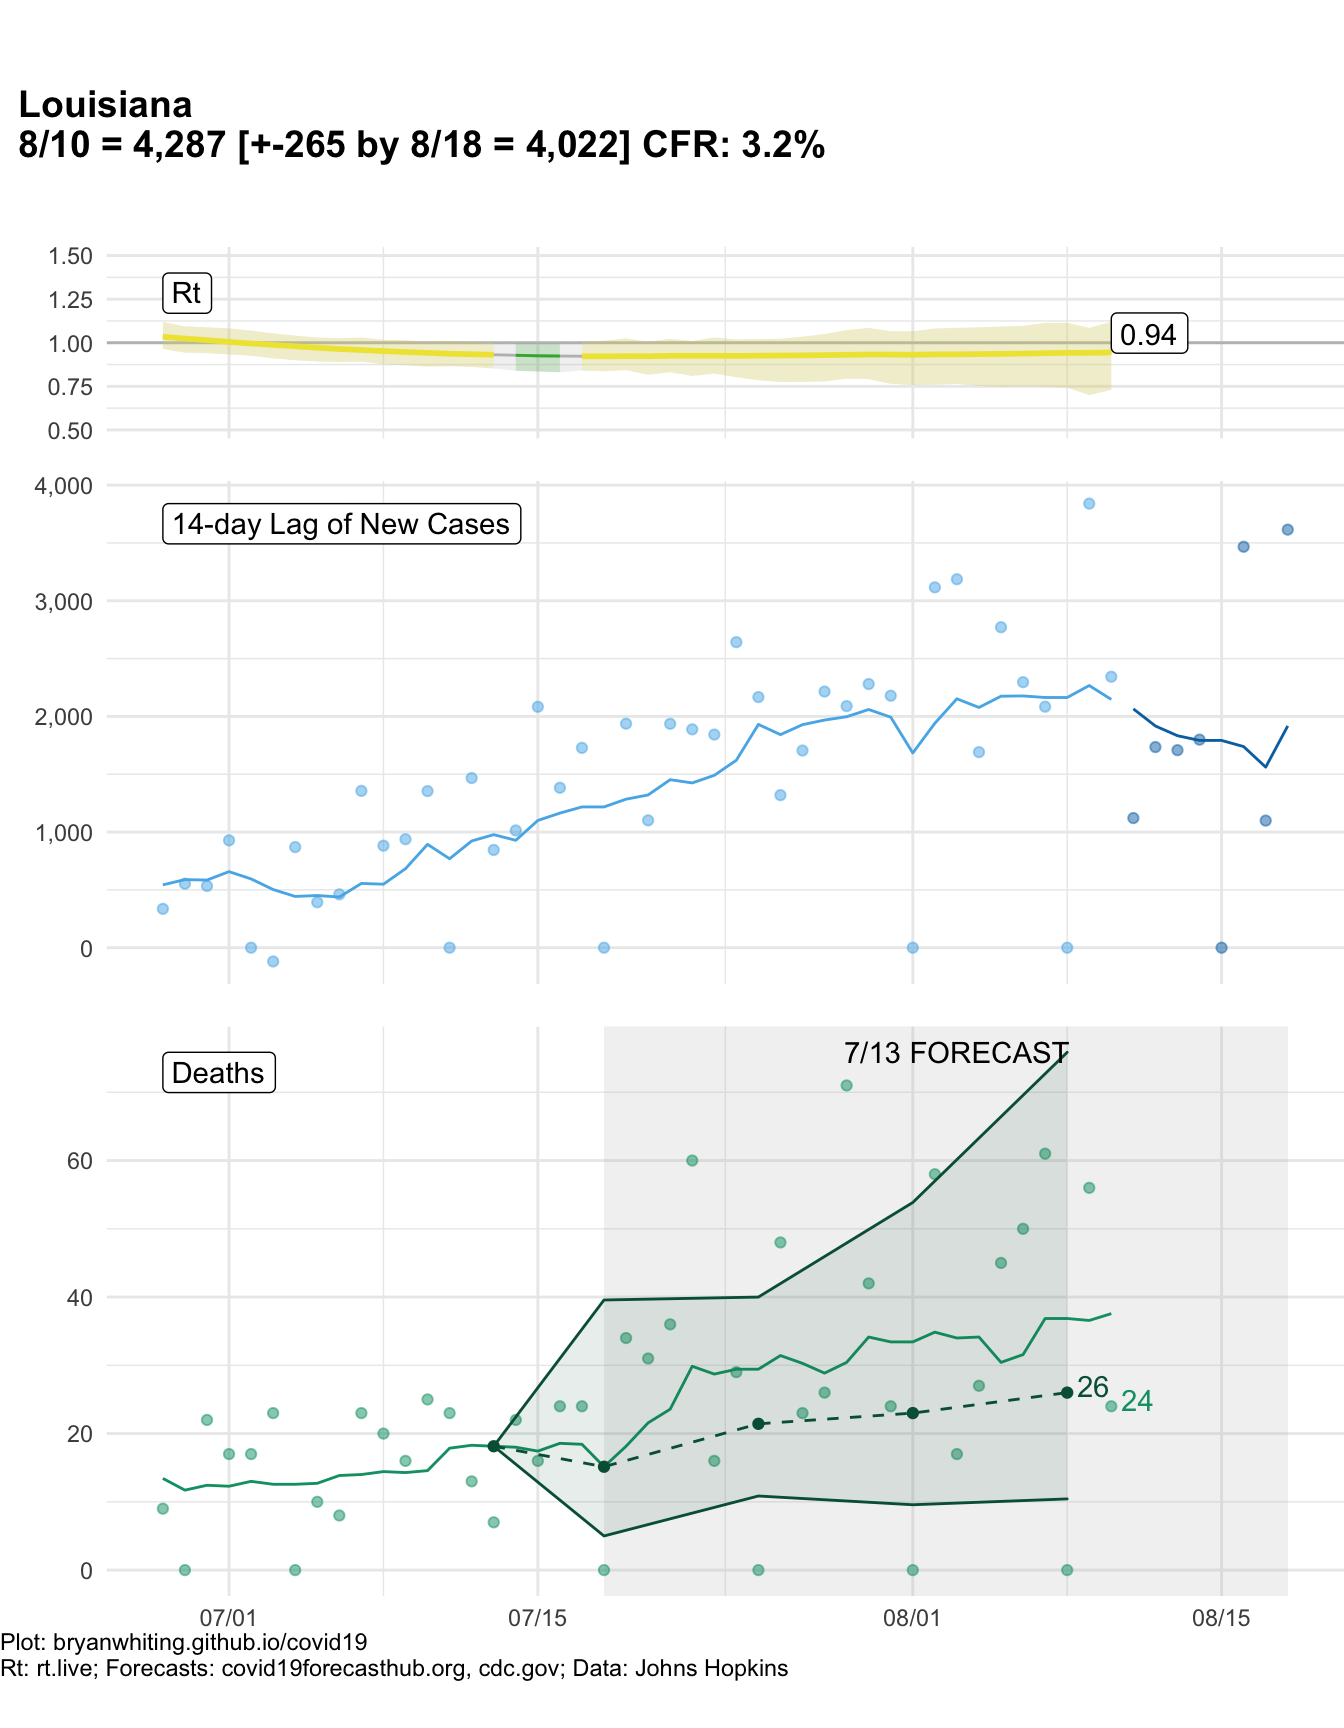 Louisiana
8/10 = 4,287 [+-265 by 8/18 = 4,022] CFR: 3.2%
1.50
1.25
1.00
0.75
0.50
Rt
0.94
4,000
3,000
2,000
1,000
0
14-day Lag of New Cases
60
40
20
0
Deaths
7/13 FORECAST
26
24
07/01
07/15
08/01
08/15
Plot: bryanwhiting.github.io/covid19
Rt: rt.live; Forecasts: covid19forecasthub.org, cdc.gov; Data: Johns Hopkins